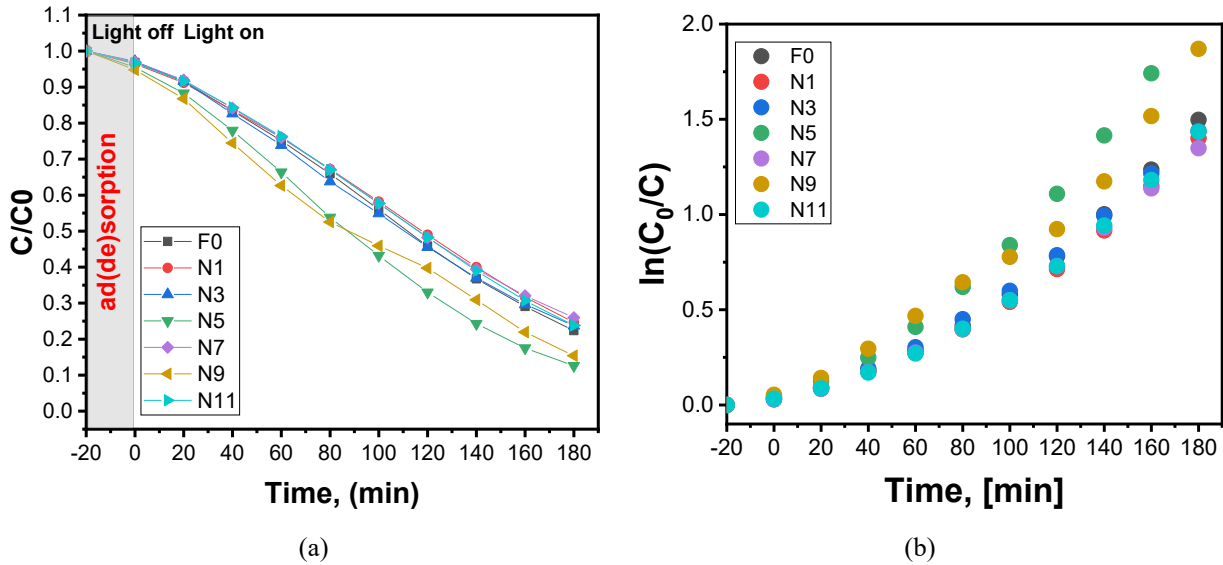 1.1
1.0
0.9
0.8
0.7
0.6
0.5
0.4
0.3
0.2
0.1
0.0
C/C0
Light off Light on
ad(de)sorption
F0
N1
N3
N5
N7
N9
N11
-20 0 20 40 60 80 100 120 140 160 180
Time, (min)
(a)
2.0
1.5
1.0
0.5
0.0
ln(C₀/C)
F0
N1
N3
N5
N7
N9
N11
-20 0 20 40 60 80 100 120 140 160 180
Time, [min]
(b)